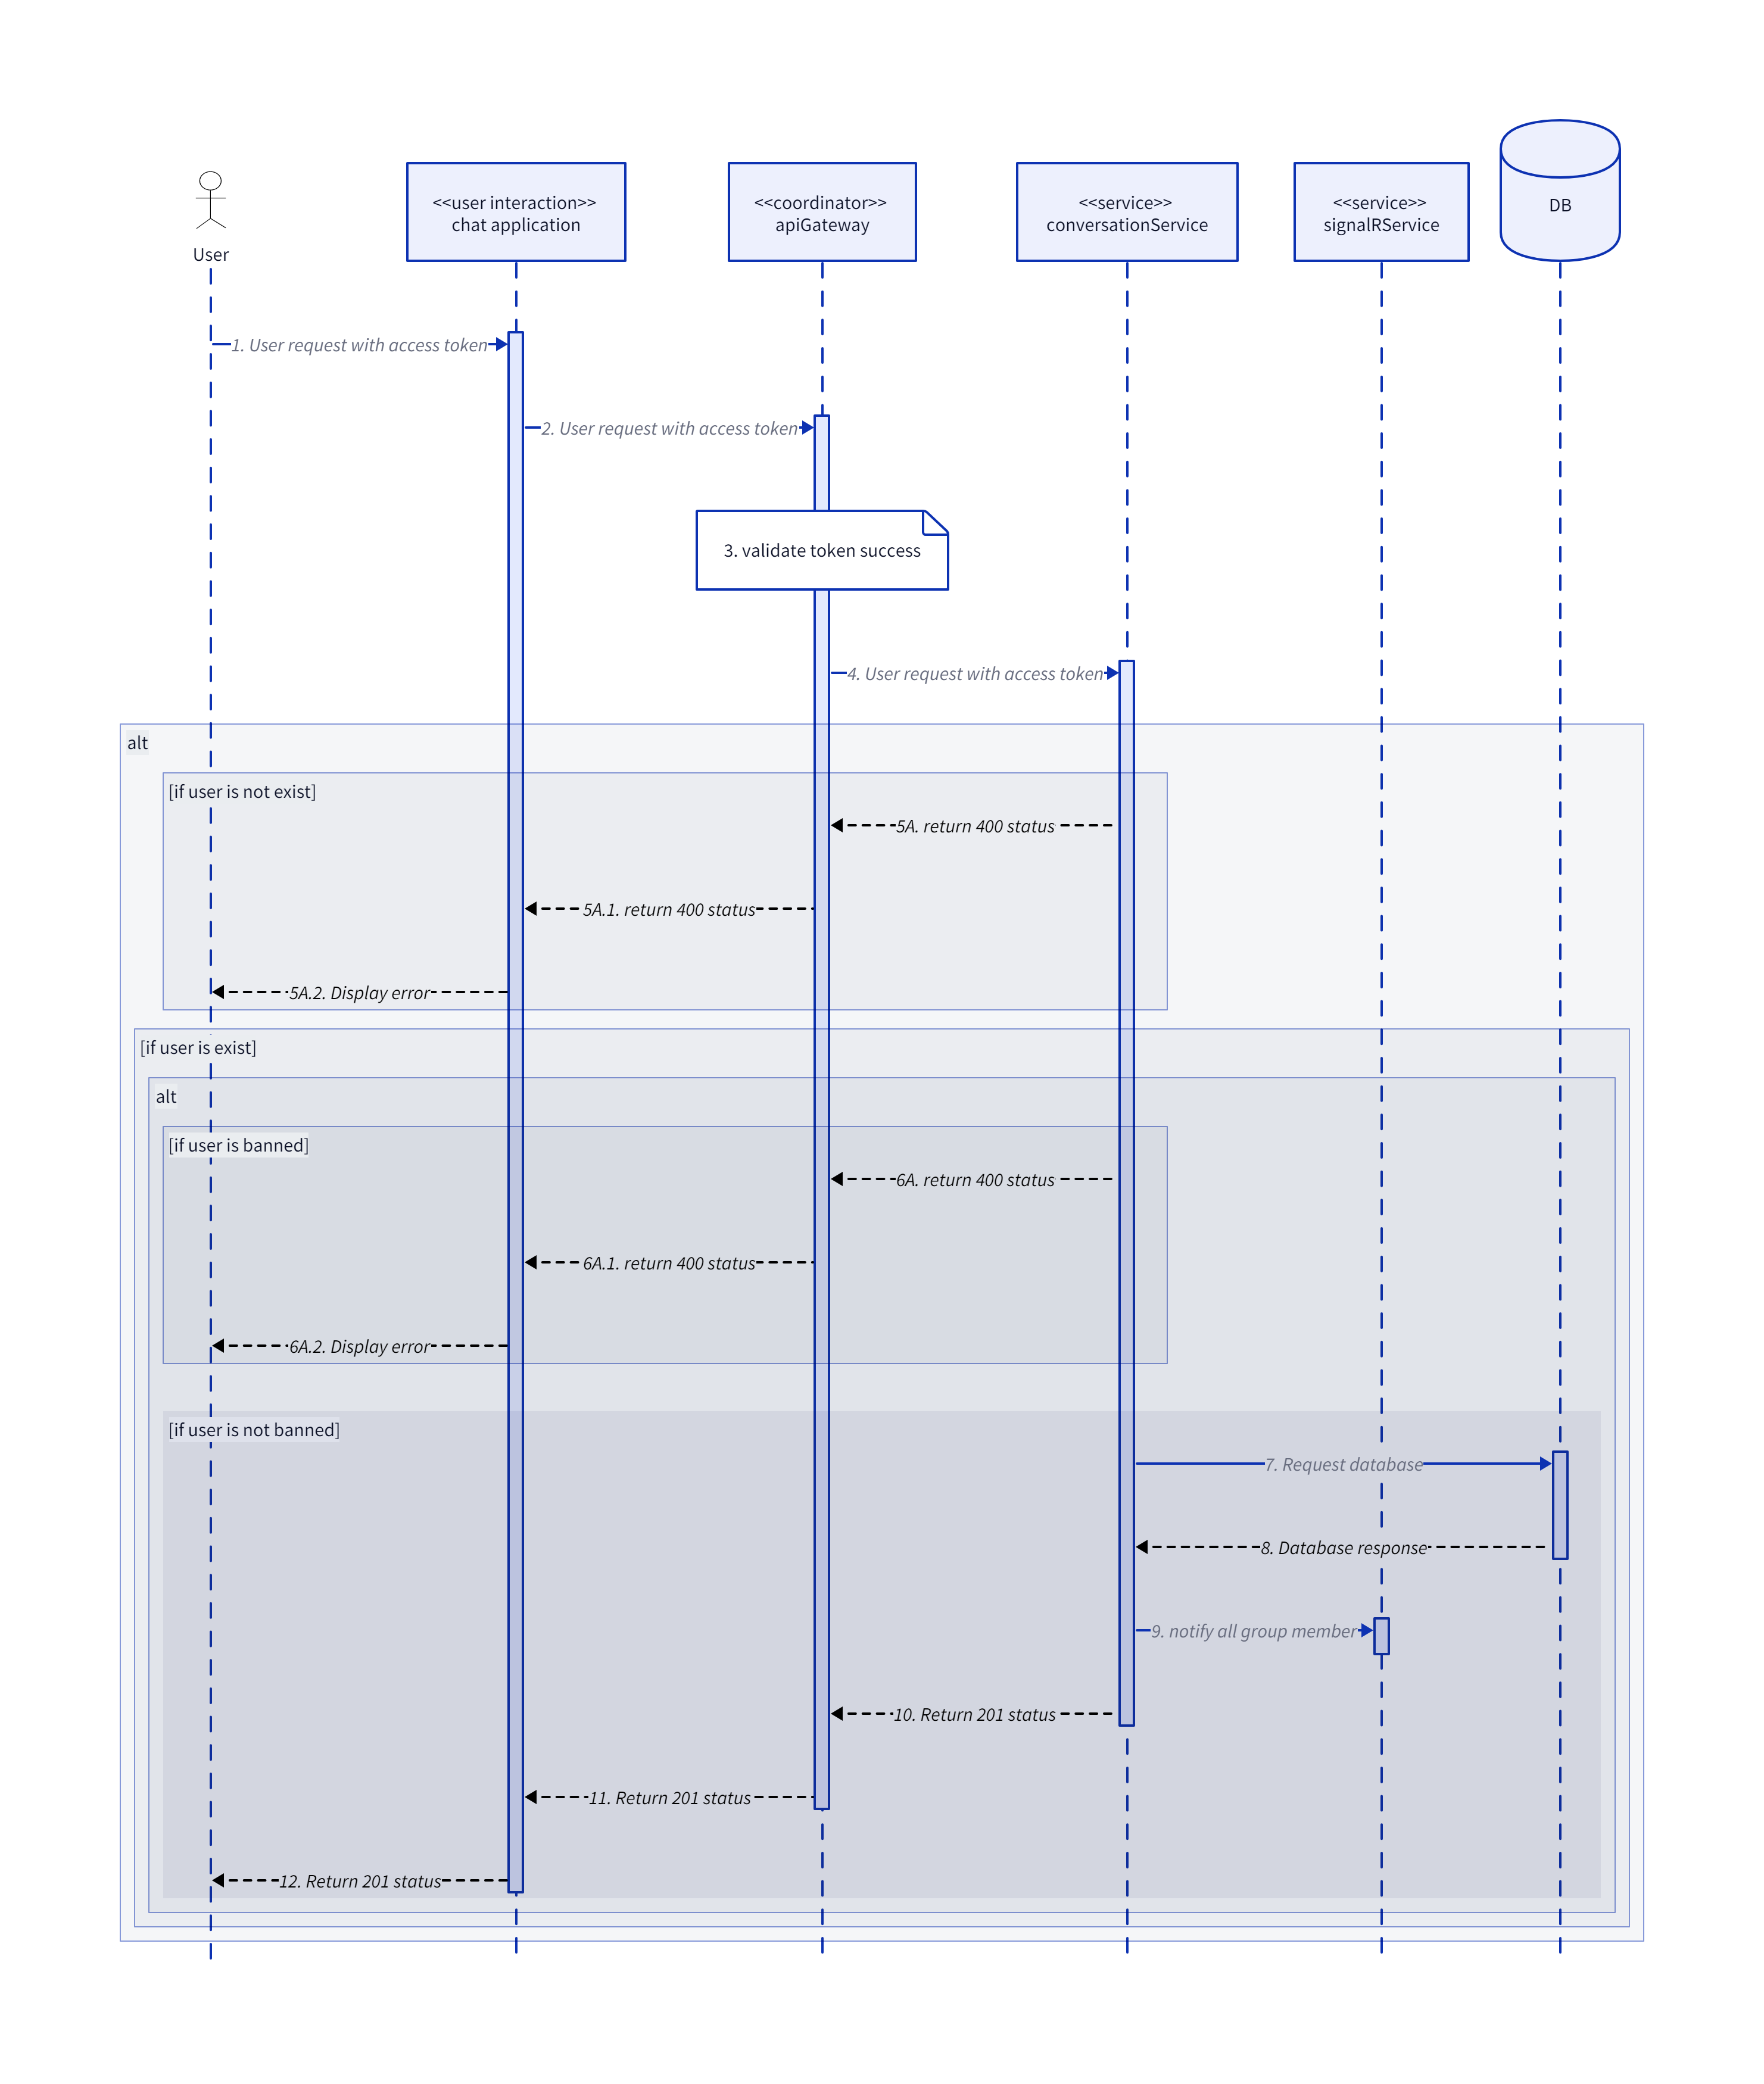 <<user interaction>>
chat application
<<coordinator>>
apiGateway
<<service>>
conversationService
<<service>>
signalRService
DB
User
1. User request with access token
2. User request with access token
3. validate token success
4. User request with access token
alt
[if user is not exist]
5A. return 400 status
5A.1. return 400 status
5A.2. Display error
[if user is exist]
alt
[if user is banned]
6A. return 400 status
6A.1. return 400 status
6A.2. Display error
[if user is not banned]
7. Request database
8. Database response
9. notify all group member
10. Return 201 status
11. Return 201 status
12. Return 201 status